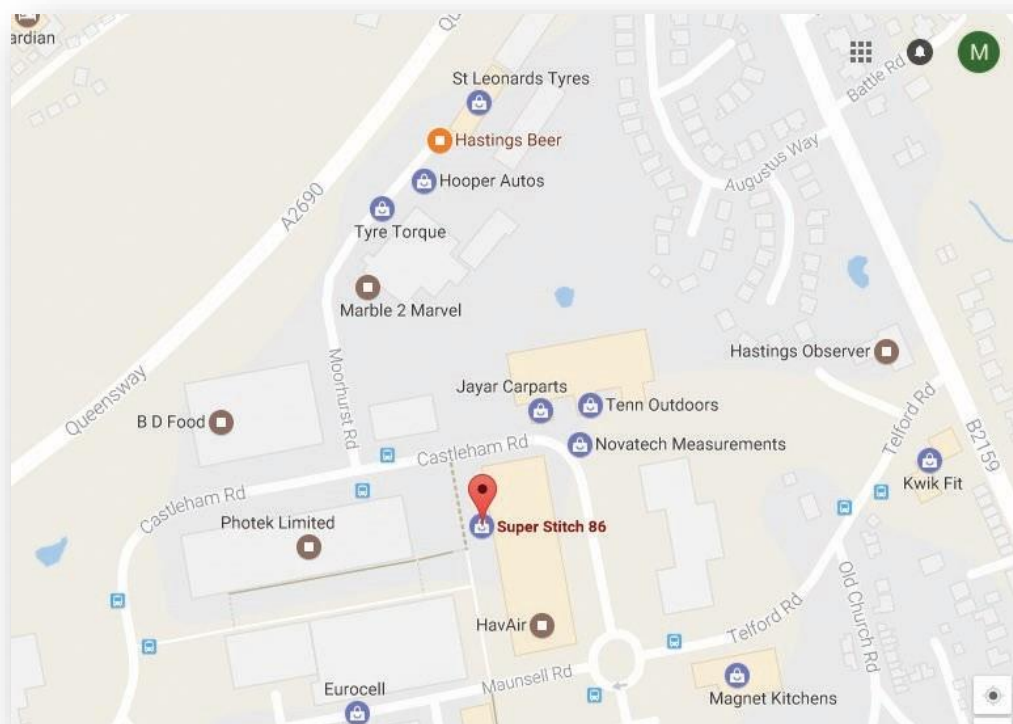 ardian
M
St Leonards Tyres
Battle Rd
Hastings Beer
Augustus Way
Hooper Autos
A2690
Tyre Torque
Marble 2 Marvel
Hastings Observer
Moorhurst Rd
Jayar Carparts
Queensway
Tenn Outdoors
Telford Rd
B D Food
B2159
Castleham Rd
Novatech Measurements
Kwik Fit
Castleham Rd
Photek Limited
Super Stitch 86
Old Church Rd
HavAir
Telford Rd
Maunsell Rd
Eurocell
Magnet Kitchens